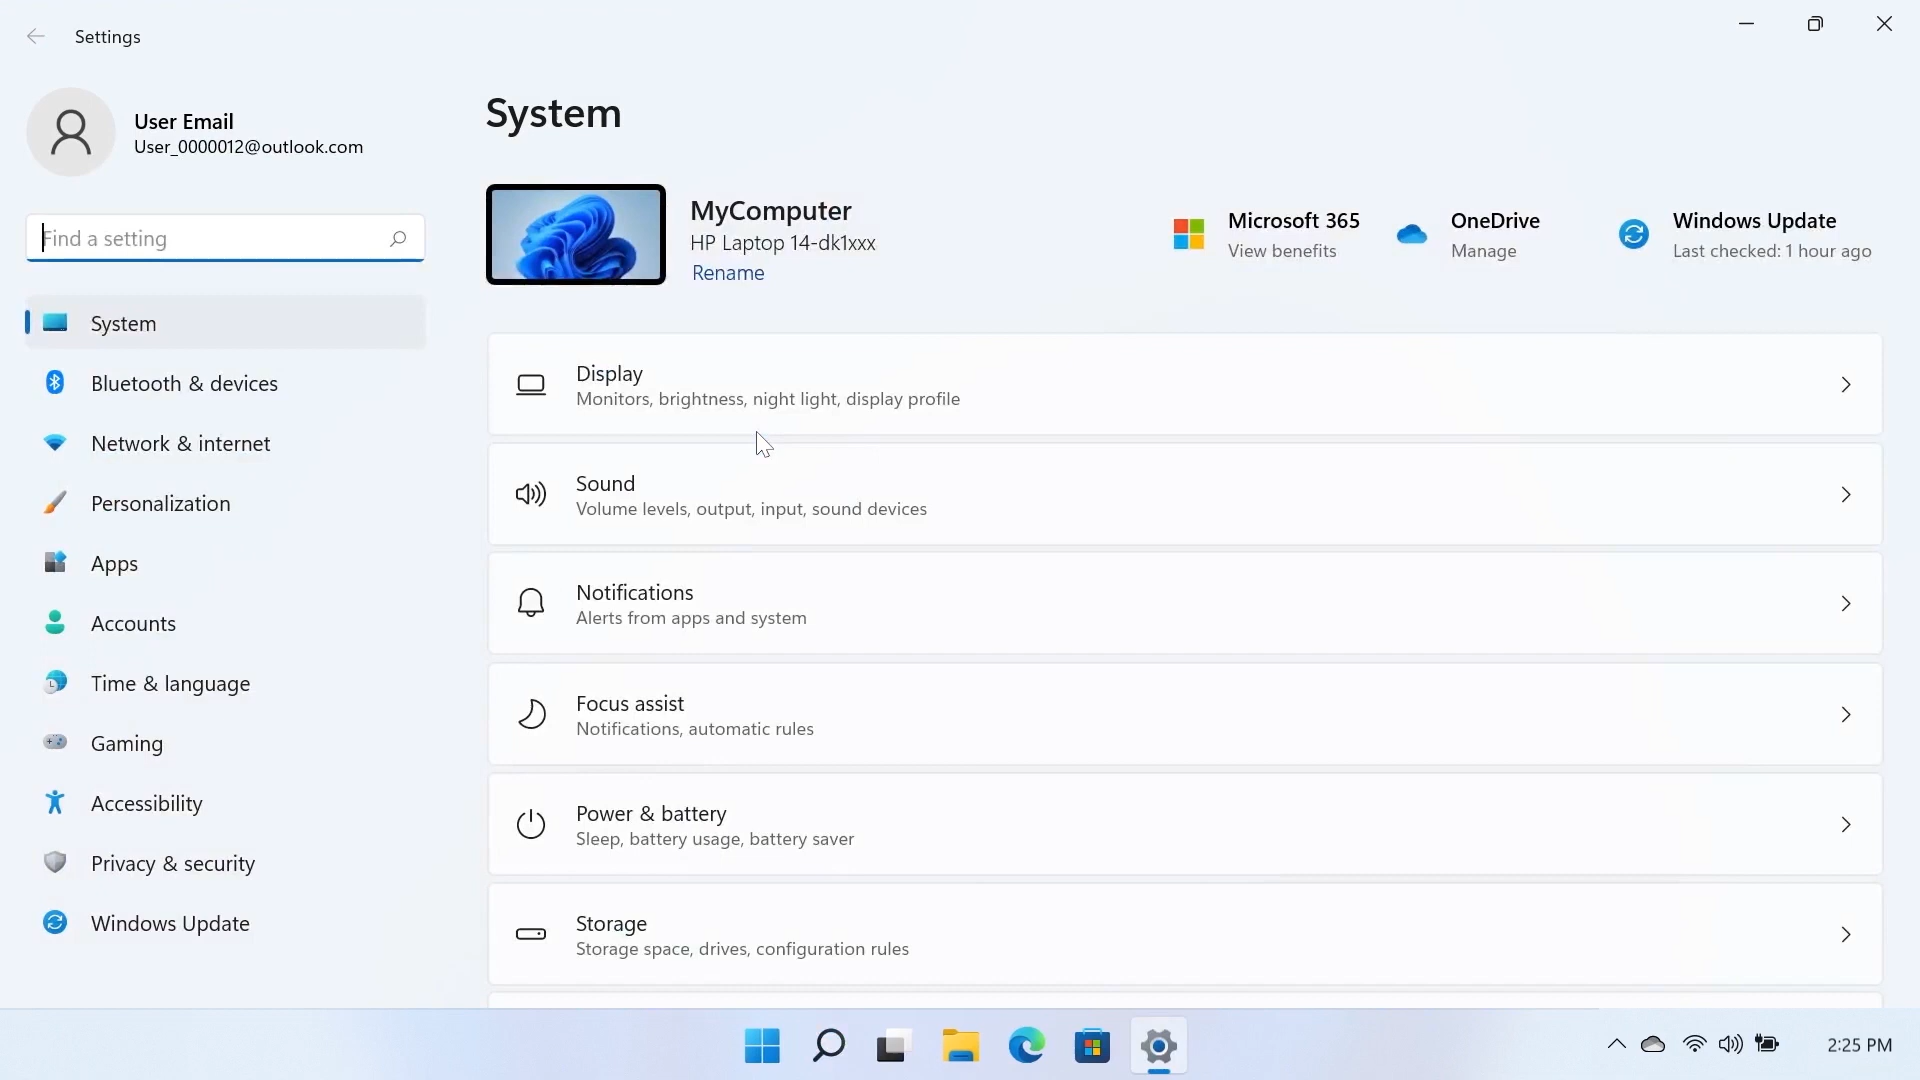 Settings
User Email
User_0000012@outlook.com
Find a setting
System
Bluetooth & devices
Network & internet
Personalization
Apps
Accounts
Time & language
Gaming
Accessibility
Privacy & security
Windows Update
System
MyComputer
HP Laptop 14-dk1xxx
Rename
Microsoft 365
View benefits
OneDrive
Manage
Windows Update
Last checked: 1 hour ago
Display
Monitors, brightness, night light, display profile
Sound
Volume levels, output, input, sound devices
Notifications
Alerts from apps and system
Focus assist
Notifications, automatic rules
Power & battery
Sleep, battery usage, battery saver
Storage
Storage space, drives, configuration rules
2:25 PM